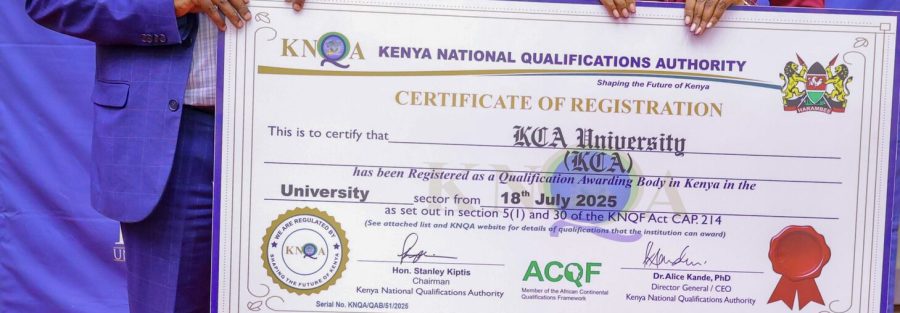 KNQA KENYA NATIONAL QUALIFICATIONS AUTHORITY
Shaping the Future of Kenya
HARAMBEE
CERTIFICATE OF REGISTRATION
This is to certify that KCA University
(KCA)
has been Registered as a Qualification Awarding Body in Kenya in the
University sector from 18th July 2025
as set out in section 5(1) and 30 of the KNQF Act CAP. 214
(See attached list and KNQA website for details of qualifications that the institution can award)
WE ARE REGULATED BY
KNQA
SHAPING THE FUTURE OF KENYA
Hon. Stanley Kiptis
Chairman
Kenya National Qualifications Authority
ACQF
Member of the African Continental
Qualifications Framework
Dr. Alice Kande, PhD
Director General / CEO
Kenya National Qualifications Authority
Serial No. KNQA/QAB/51/2025